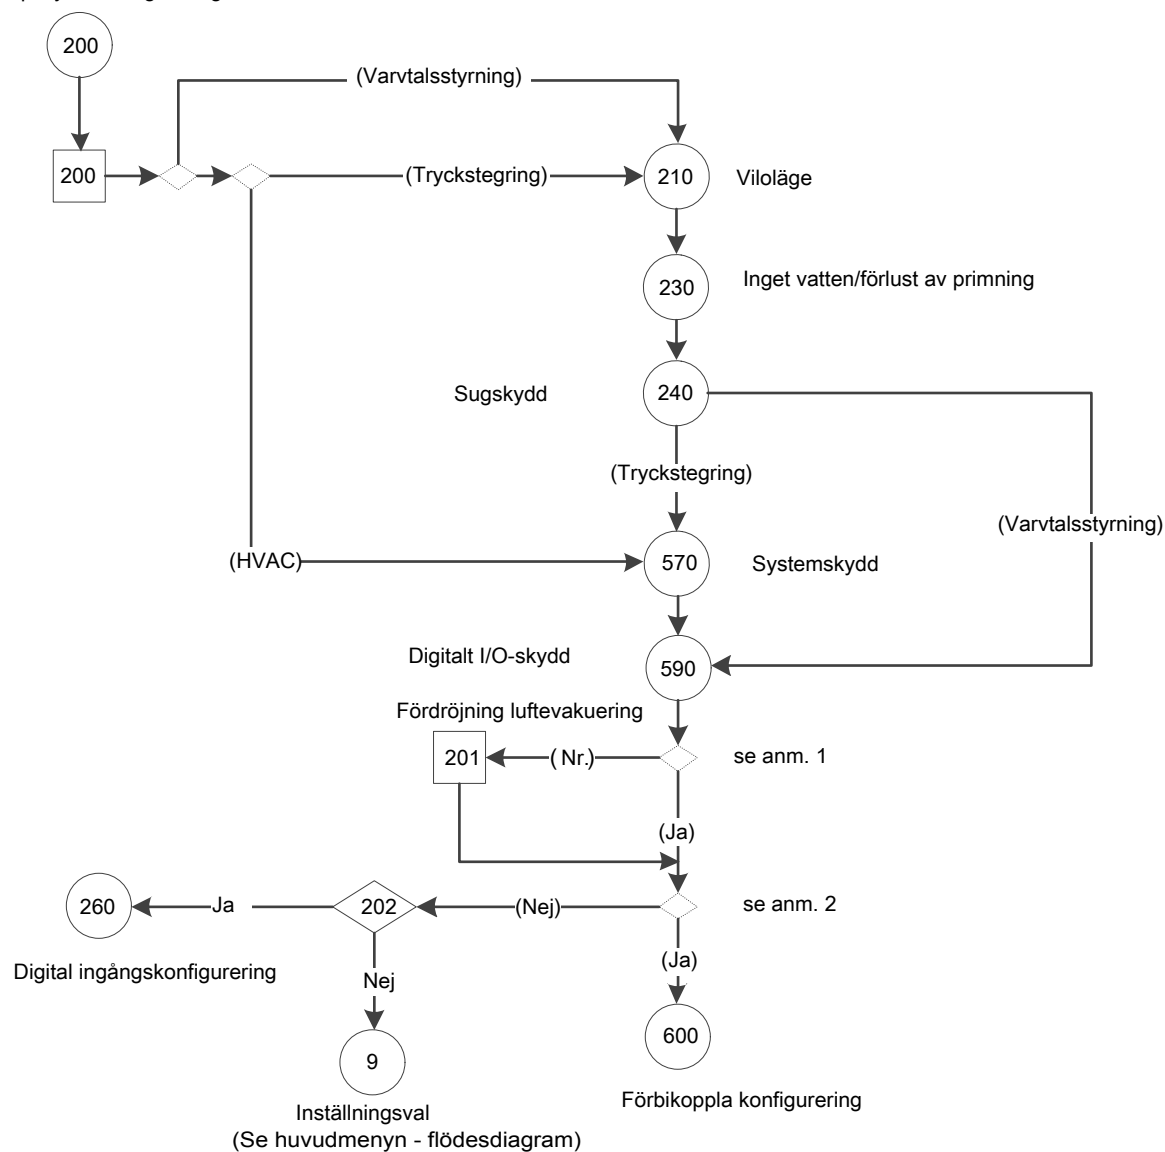 200
(Varvtalsstyrning)
200
(Tryckstegring)
210
Viloläge
230
Inget vatten/förlust av primning
Sugskydd
240
(Tryckstegring)
(Varvtalsstyrning)
(HVAC)
570
Systemskydd
Digitalt I/O-skydd
590
Fördröjning luftevakuering
201
( Nr.)
se anm. 1
(Ja)
260
Ja
202
(Nej)
se anm. 2
Digital ingångskonfigurering
Nej
(Ja)
9
600
Inställningsval
(Se huvudmenyn - flödesdiagram)
Förbikoppla konfigurering